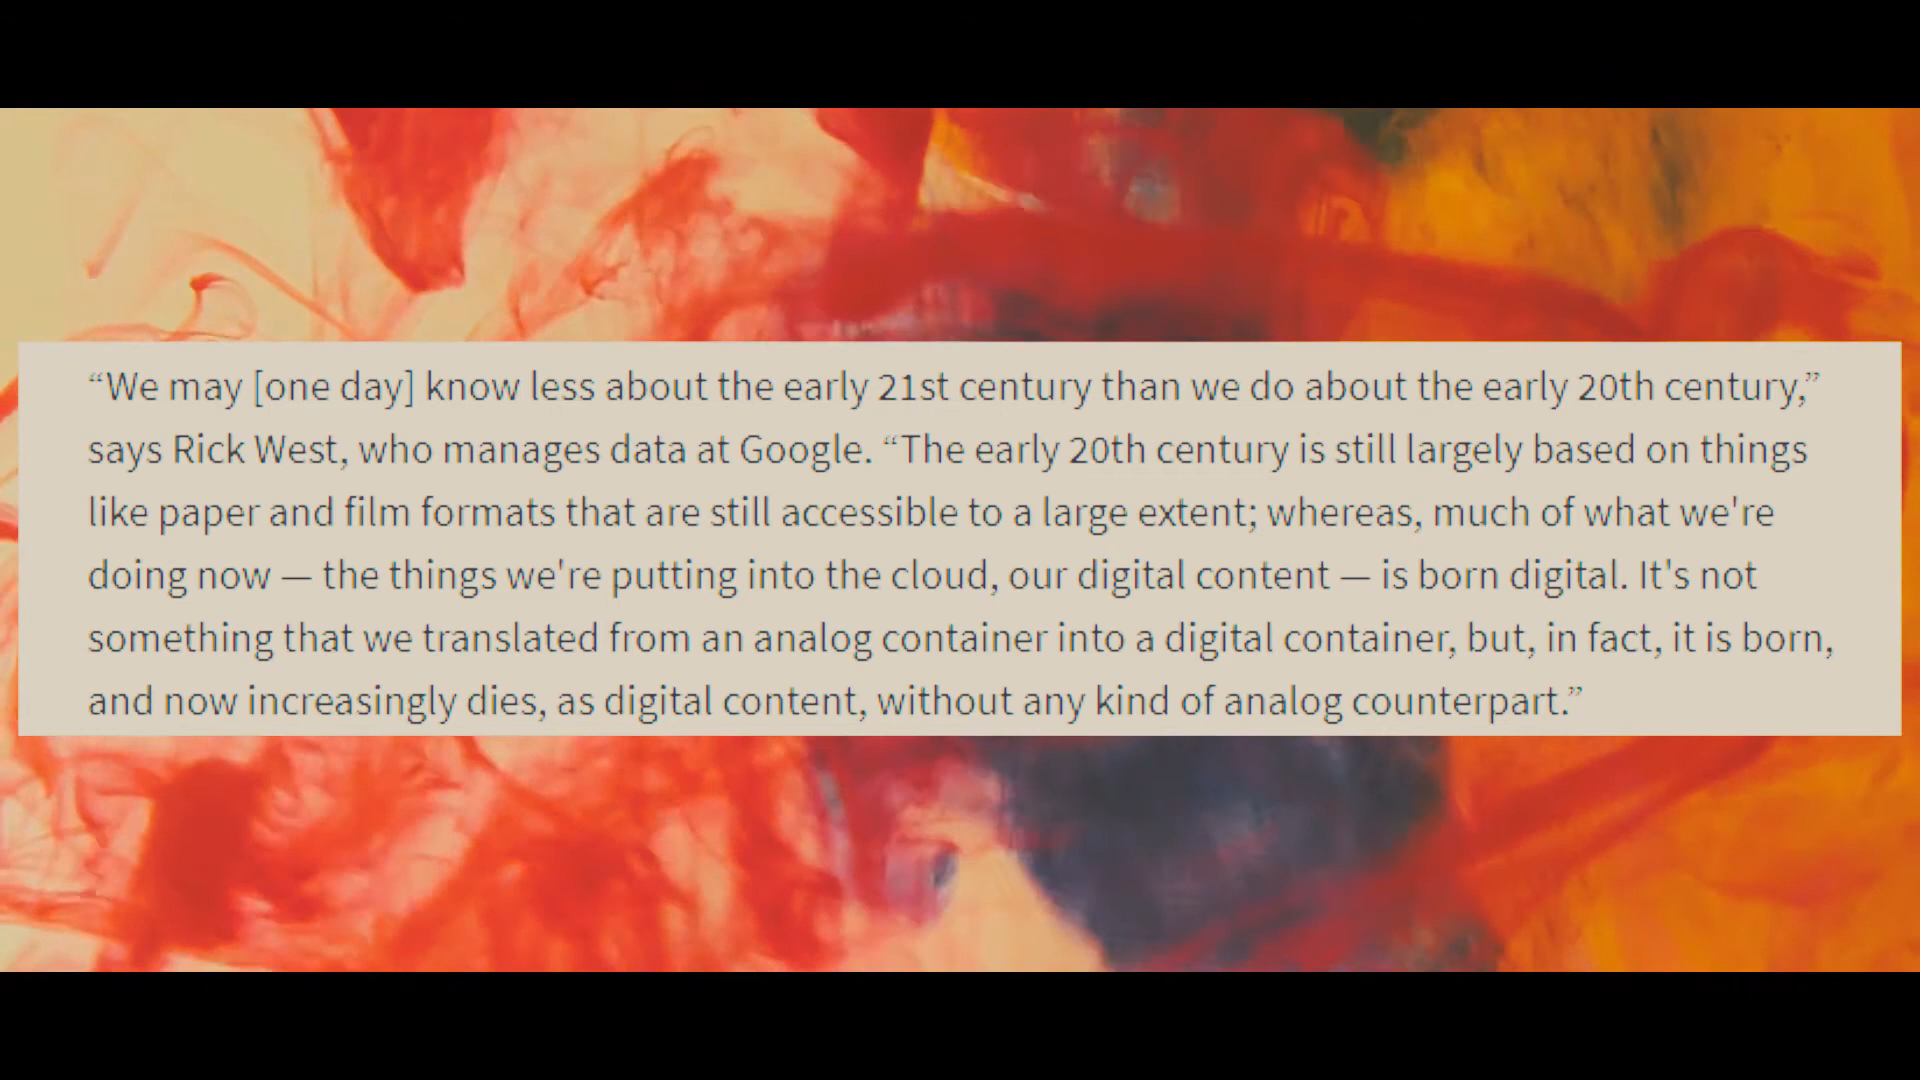 “We may [one day] know less about the early 21st century than we do about the early 20th century,”
says Rick West, who manages data at Google. “The early 20th century is still largely based on things
like paper and film formats that are still accessible to a large extent; whereas, much of what we're
doing now — the things we're putting into the cloud, our digital content — is born digital. It's not
something that we translated from an analog container into a digital container, but, in fact, it is born,
and now increasingly dies, as digital content, without any kind of analog counterpart.”